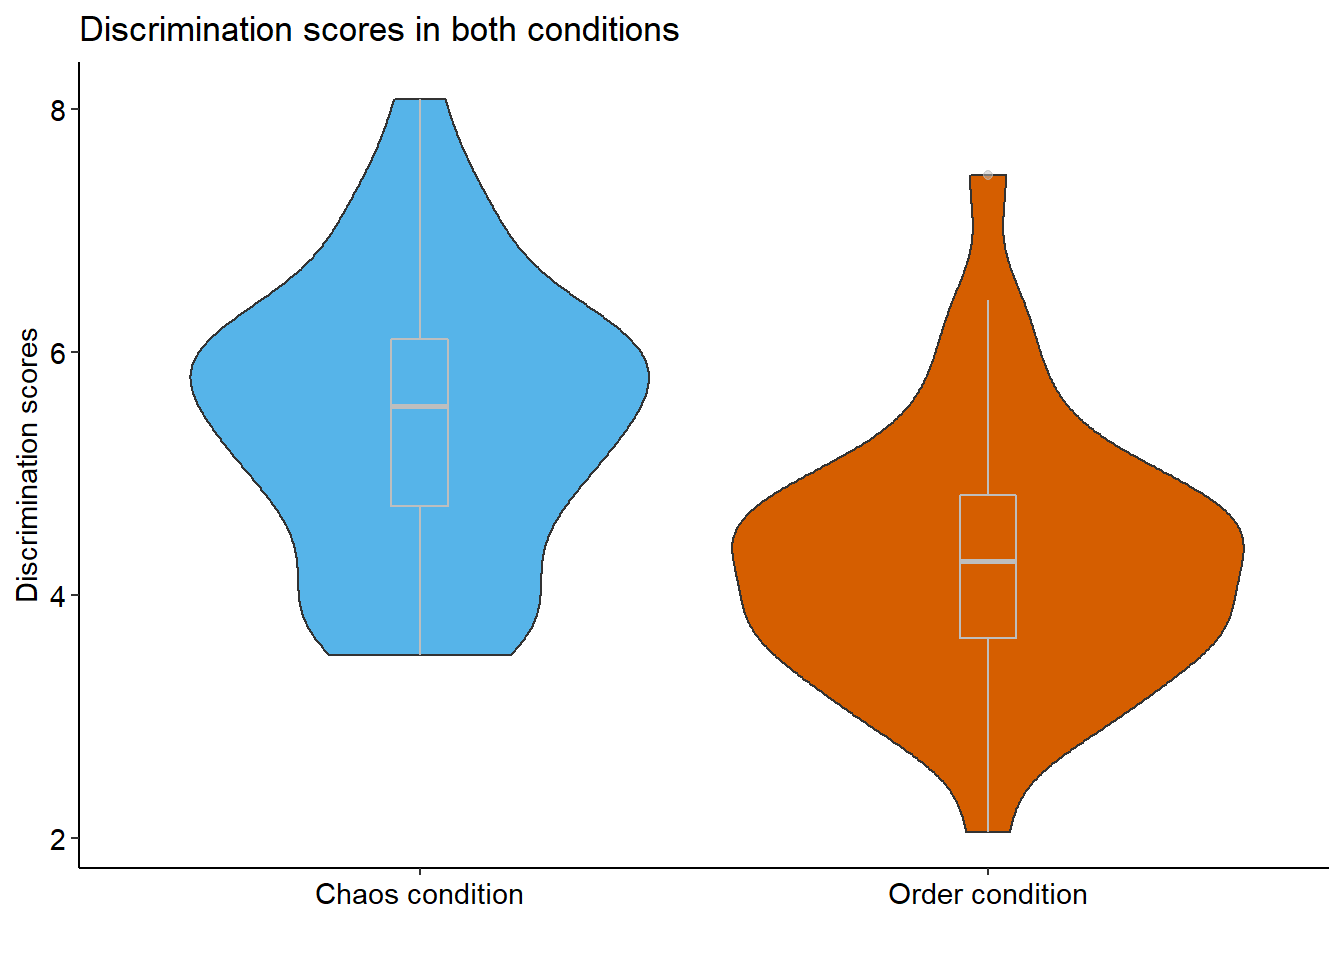 Discrimination scores in both conditions
Discrimination scores
8
6
4
2
Chaos condition
Order condition